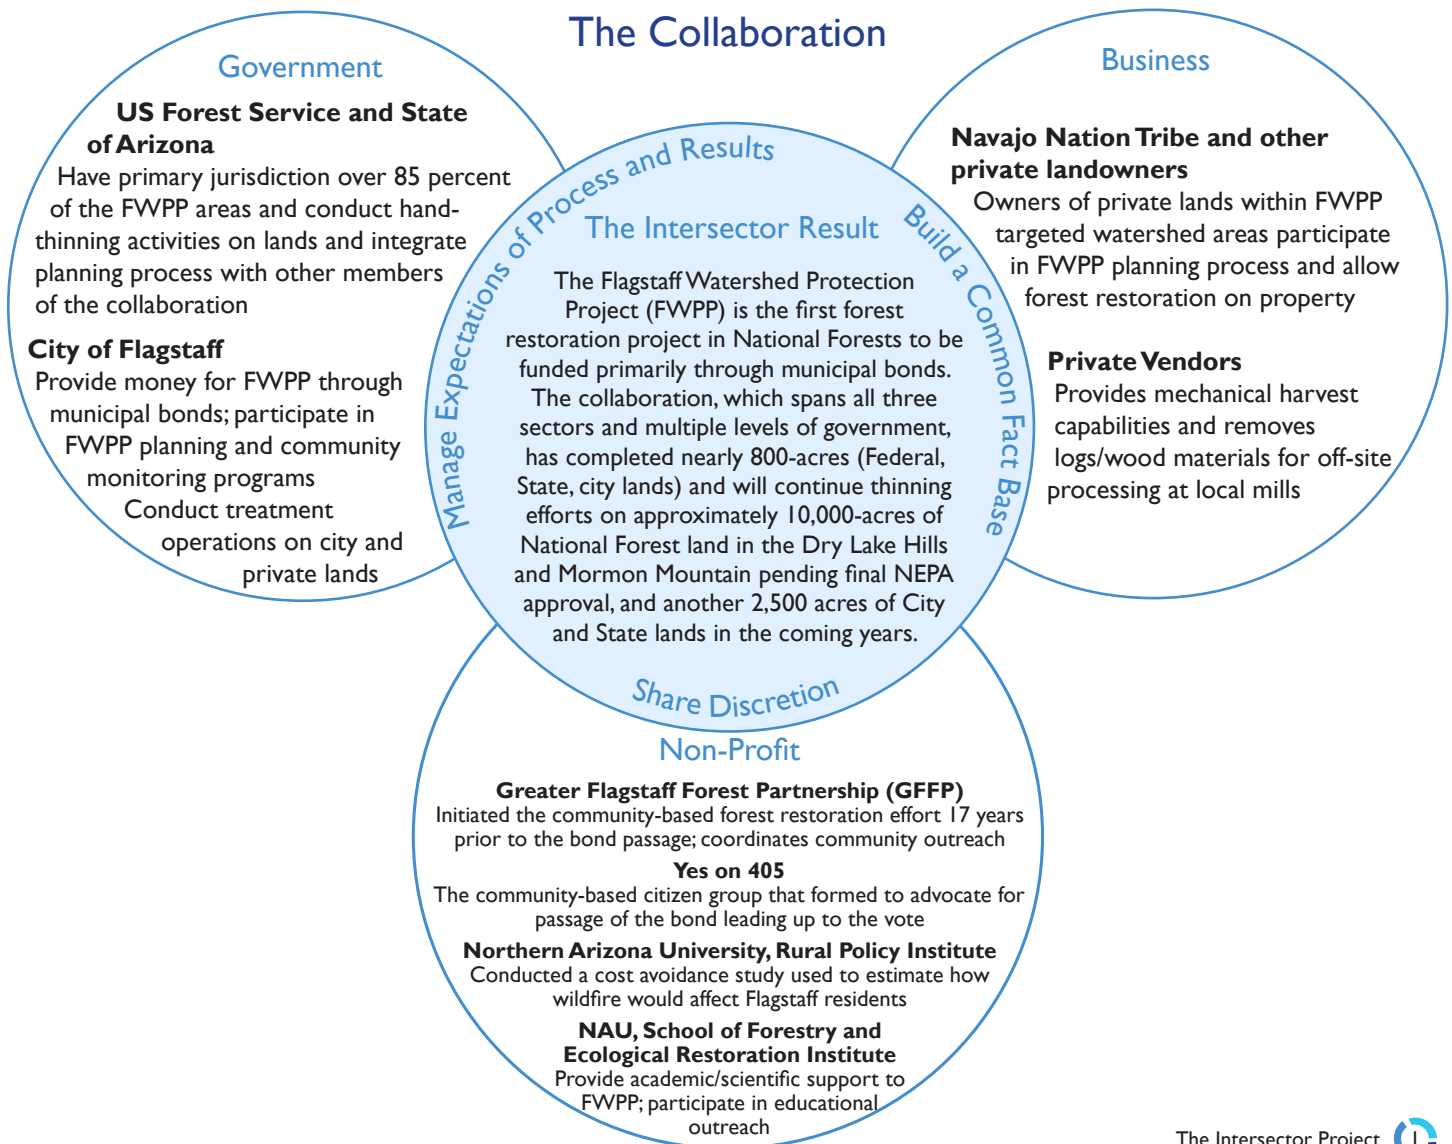 The Collaboration
Government
US Forest Service and State
of Arizona
Have primary jurisdiction over 85 percent
of the FWPP areas and conduct hand-
thinning activities on lands and integrate
planning process with other members
of the collaboration
City of Flagstaff
Provide money for FWPP through
municipal bonds; participate in
FWPP planning and community
monitoring programs
Conduct treatment
operations on city and
private lands
Manage Expectations of Process and Results
Build a Common Fact Base
Share Discretion
The Intersector Result
The Flagstaff Watershed Protection
Project (FWPP) is the first forest
restoration project in National Forests to be
funded primarily through municipal bonds.
The collaboration, which spans all three
sectors and multiple levels of government,
has completed nearly 800-acres (Federal,
State, city lands) and will continue thinning
efforts on approximately 10,000-acres of
National Forest land in the Dry Lake Hills
and Mormon Mountain pending final NEPA
approval, and another 2,500 acres of City
and State lands in the coming years.
Business
Navajo Nation Tribe and other
private landowners
Owners of private lands within FWPP
targeted watershed areas participate
in FWPP planning process and allow
forest restoration on property
Private Vendors
Provides mechanical harvest
capabilities and removes
logs/wood materials for off-site
processing at local mills
Non-Profit
Greater Flagstaff Forest Partnership (GFFP)
Initiated the community-based forest restoration effort 17 years
prior to the bond passage; coordinates community outreach
Yes on 405
The community-based citizen group that formed to advocate for
passage of the bond leading up to the vote
Northern Arizona University, Rural Policy Institute
Conducted a cost avoidance study used to estimate how
wildfire would affect Flagstaff residents
NAU, School of Forestry and
Ecological Restoration Institute
Provide academic/scientific support to
FWPP; participate in educational
outreach
The Intersector Project 1